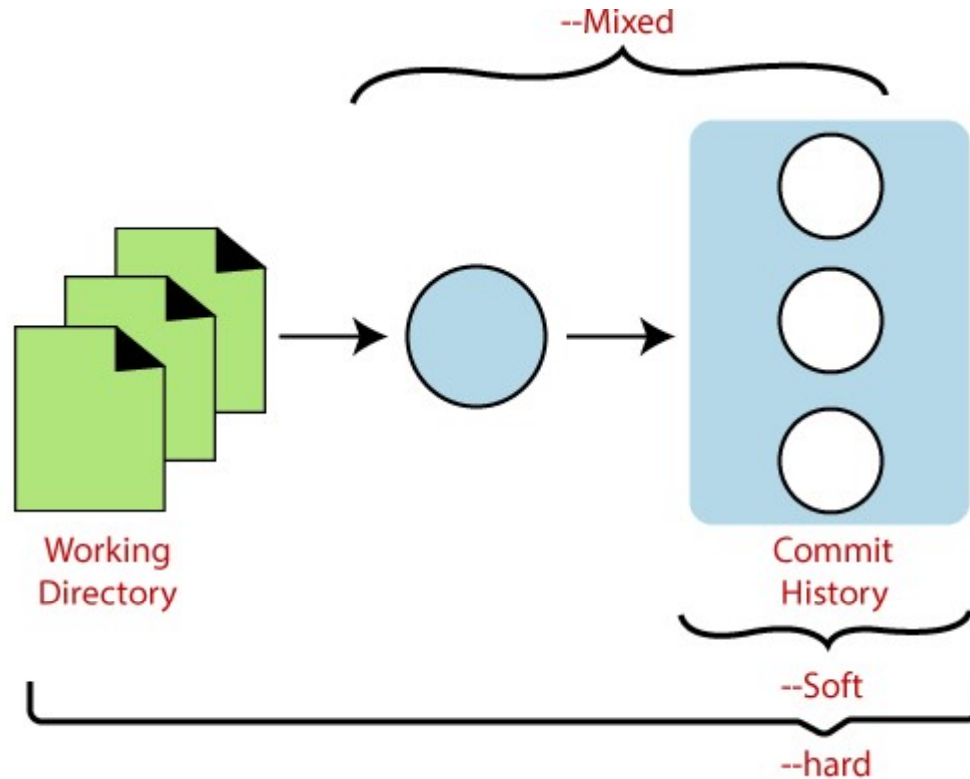 --Mixed
Working
Directory
Commit
History
--Soft
--hard